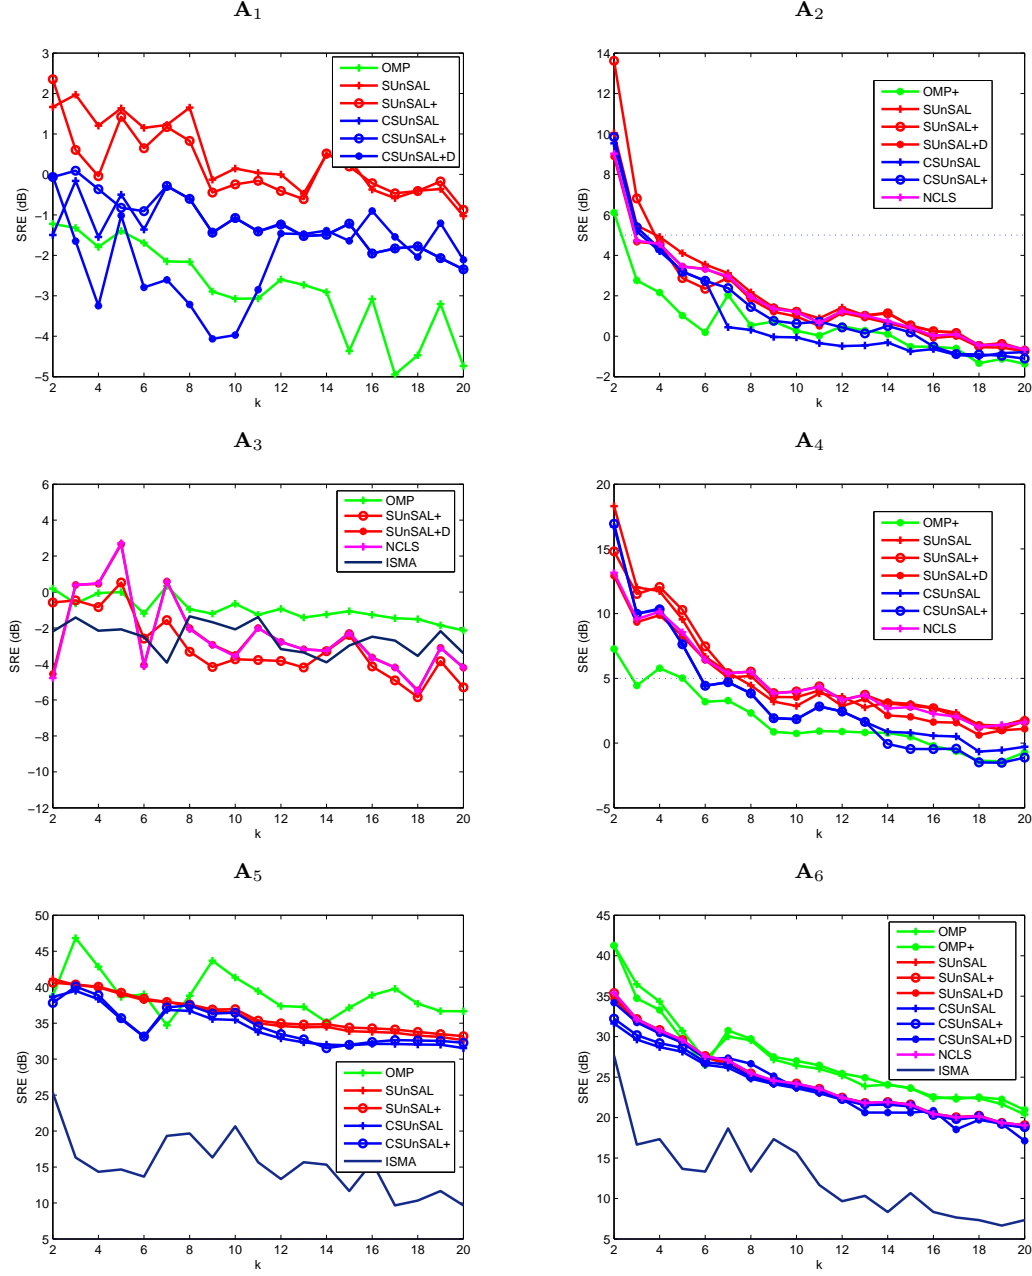 A1
3
2
1
0
−1
−2
−3
−4
−5
2 4 6 8 10 12 14 16 18 20
k
SRE (dB)
OMP
SUnSAL
SUnSAL+
CSUnSAL
CSUnSAL+
CSUnSAL+D
A2
14
12
10
8
6
4
2
0
−2
2 4 6 8 10 12 14 16 18 20
k
SRE (dB)
OMP+
SUnSAL
SUnSAL+
SUnSAL+D
CSUnSAL
CSUnSAL+
NCLS
A3
6
4
2
0
−2
−4
−6
−8
−10
−12
2 4 6 8 10 12 14 16 18 20
k
SRE (dB)
OMP
SUnSAL+
SUnSAL+D
NCLS
ISMA
A4
20
15
10
5
0
−5
2 4 6 8 10 12 14 16 18 20
k
SRE (dB)
OMP+
SUnSAL
SUnSAL+
SUnSAL+D
CSUnSAL
CSUnSAL+
NCLS
A5
50
45
40
35
30
25
20
15
10
5
2 4 6 8 10 12 14 16 18 20
k
SRE (dB)
OMP
SUnSAL
SUnSAL+
CSUnSAL
CSUnSAL+
ISMA
A6
45
40
35
30
25
20
15
10
5
2 4 6 8 10 12 14 16 18 20
k
SRE (dB)
OMP
OMP+
SUnSAL
SUnSAL+
SUnSAL+D
CSUnSAL
CSUnSAL+
CSUnSAL+D
NCLS
ISMA